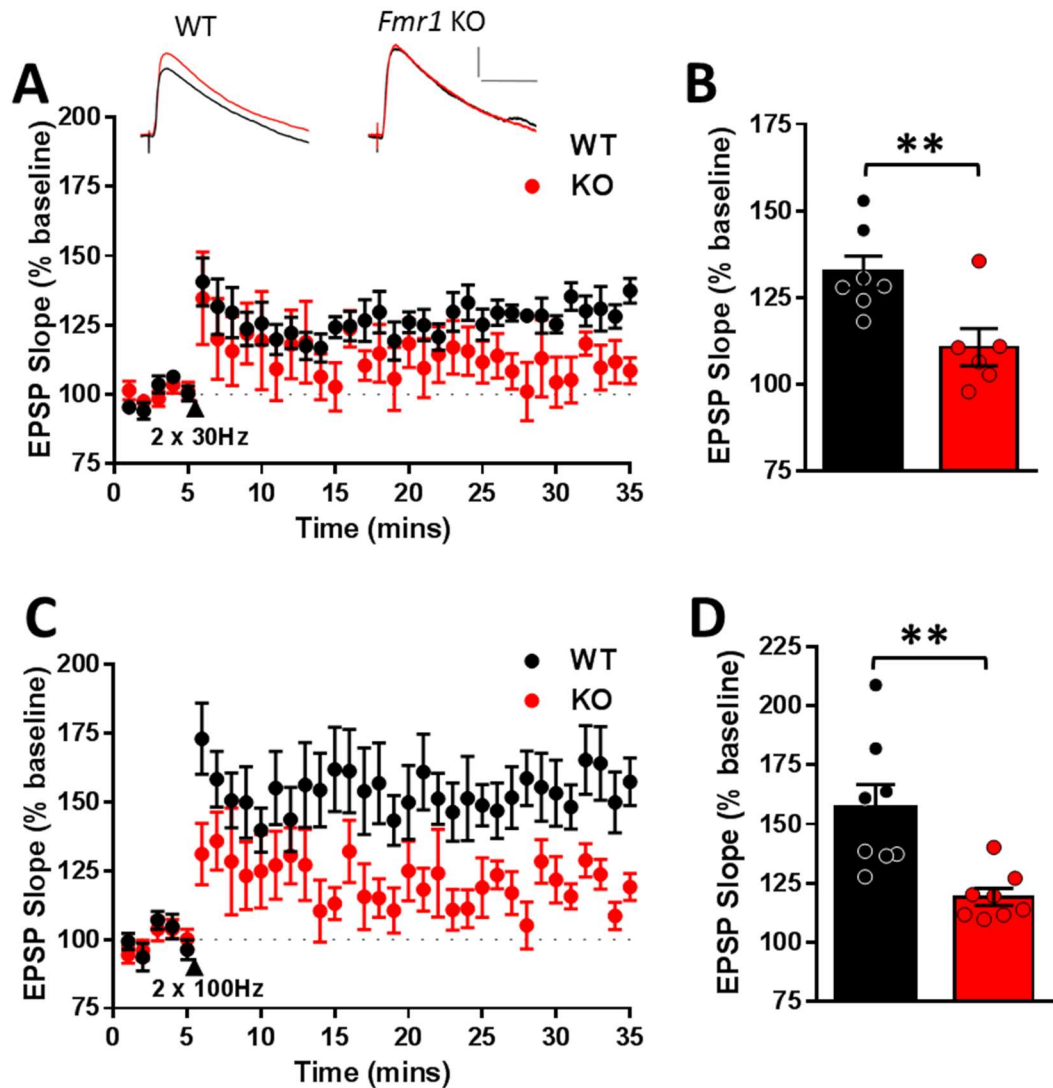 WT
Fmr1 KO
A
200
175
150
125
100
75
EPSP Slope (% baseline)
WT
KO
2 x 30Hz
0 5 10 15 20 25 30 35
Time (mins)
B
175
150
125
100
75
EPSP Slope (% baseline)
**
C
200
175
150
125
100
75
EPSP Slope (% baseline)
WT
KO
2 x 100Hz
0 5 10 15 20 25 30 35
Time (mins)
D
225
200
175
150
125
100
75
EPSP Slope (% baseline)
**